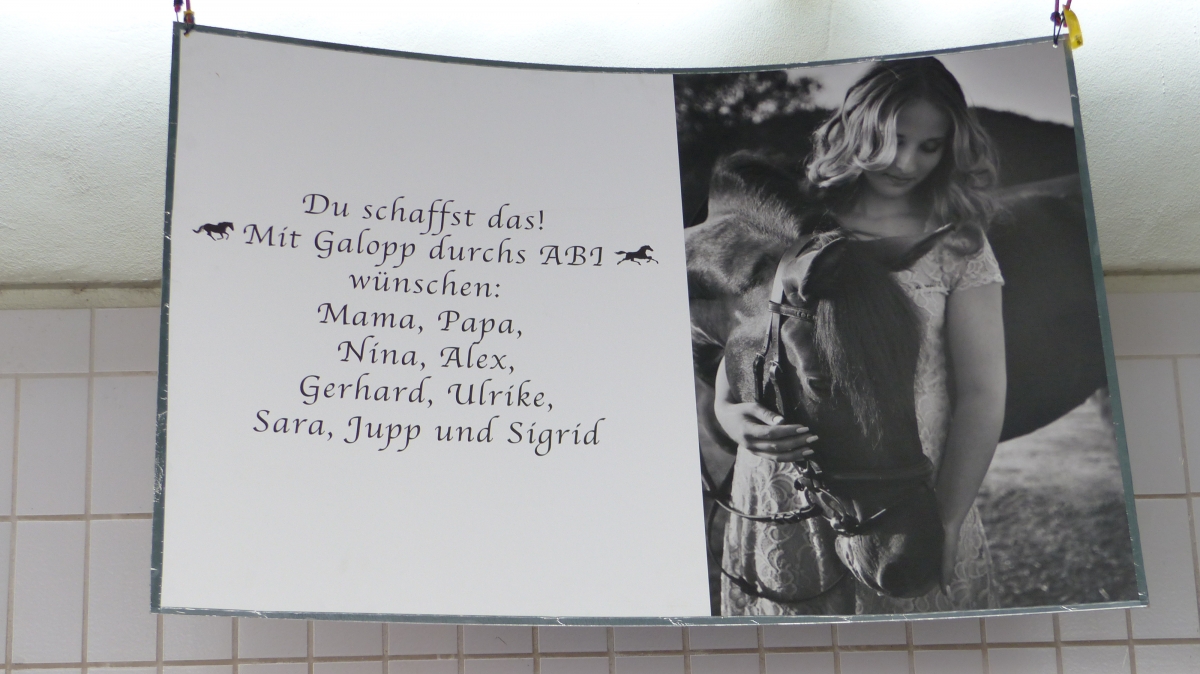 Du schaffst das!
Mit Galopp durchs ABI
wünschen:
Mama, Papa,
Nina, Alex,
Gerhard, Ulrike,
Sara, Jupp und Sigrid